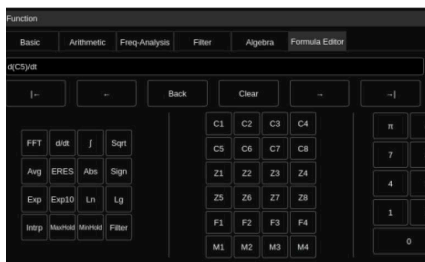 Function
Basic Arithmetic Freq-Analysis Filter Algebra Formula Editor
d(C5)/dt
|← ← Back Clear → →|
C1 C2 C3 C4 π
FFT d/dt ∫ Sqrt
C5 C6 C7 C8 7
Avg ERES Abs Sign Z1 Z2 Z3 Z4
4
Exp Exp10 Ln Lg Z5 Z6 Z7 Z8
1
Intrp MaxHold MinHold Filter F1 F2 F3 F4
M1 M2 M3 M4 0